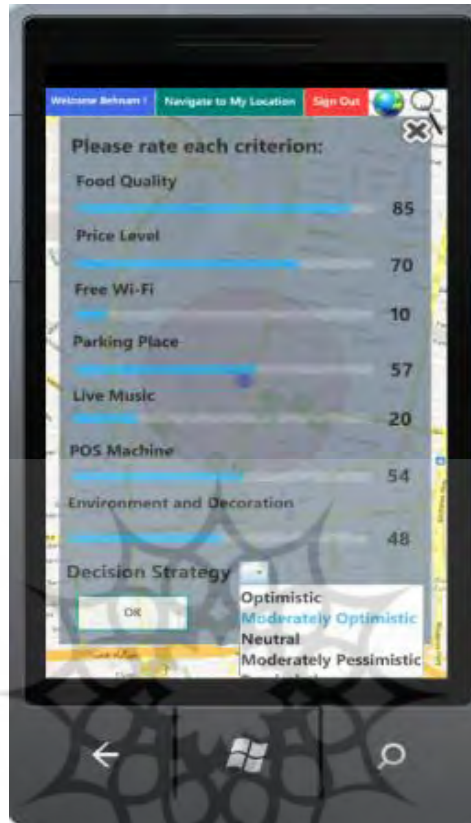 Welcome Behnam !
Navigate to My Location
Sign Out
Please rate each criterion:
Food Quality
85
Price Level
70
Free Wi-Fi
10
Parking Place
57
Live Music
20
POS Machine
54
Environment and Decoration
48
Decision Strategy
OK
Optimistic
Moderately Optimistic
Neutral
Moderately Pessimistic